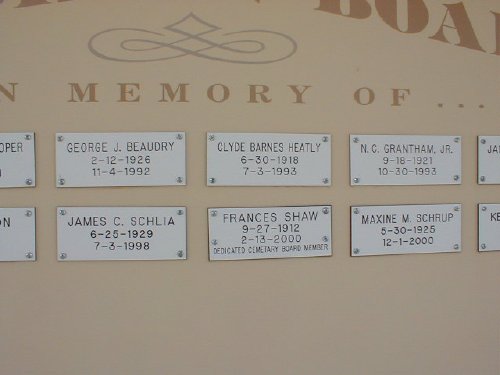 BOAR
N MEMORY OF ...
OPER
GEORGE J. BEAUDRY
2-12-1926
11-4-1992
CLYDE BARNES HEATLY
6-30-1918
7-3-1993
N. C. GRANTHAM, JR.
9-18-1921
10-30-1993
JA
ON
JAMES C. SCHLIA
6-25-1929
7-3-1998
FRANCES SHAW
9-27-1912
2-13-2000
DEDICATED CEMETARY BOARD MEMBER
MAXINE M. SCHRUP
5-30-1925
12-1-2000
KE